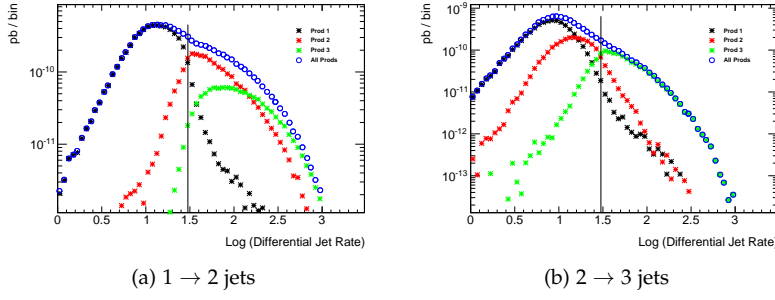 pb / bin
10⁻¹⁰
10⁻¹¹
Prod 1
Prod 2
Prod 3
All Prods
0 0.5 1 1.5 2 2.5 3
Log (Differential Jet Rate)
(a) 1 → 2 jets
pb / bin
10⁻⁹
10⁻¹⁰
10⁻¹¹
10⁻¹²
10⁻¹³
Prod 1
Prod 2
Prod 3
All Prods
0 0.5 1 1.5 2 2.5 3
Log (Differential Jet Rate)
(b) 2 → 3 jets